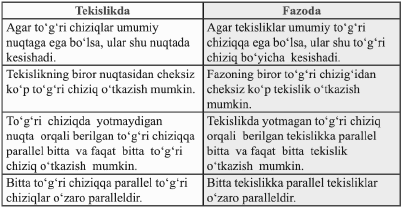 Tekislikda
Fazoda
Agar to‘g‘ri chiziqlar umumiy
nuqtaga ega bo‘lsa, ular shu nuqtada
kesishadi.
Agar tekisliklar umumiy to‘g‘ri
chiziqqa ega bo‘lsa, ular shu to‘g‘ri
chiziq bo‘yicha kesishadi.
Tekislikning biror nuqtasidan cheksiz
ko‘p to‘g‘ri chiziq o‘tkazish mumkin.
Fazoning biror to‘g‘ri chizig‘idan
cheksiz ko‘p tekislik o‘tkazish
mumkin.
To‘g‘ri chiziqda yotmaydigan
nuqta orqali berilgan to‘g‘ri chiziqqa
parallel bitta va faqat bitta to‘g‘ri
chiziq o‘tkazish mumkin.
Tekislikda yotmagan to‘g‘ri chiziq
orqali berilgan tekislikka parallel
bitta va faqat bitta tekislik
o‘tkazish mumkin.
Bitta to‘g‘ri chiziqqa parallel to‘g‘ri
chiziqlar o‘zaro paralleldir.
Bitta tekislikka parallel tekisliklar
o‘zaro paralleldir.